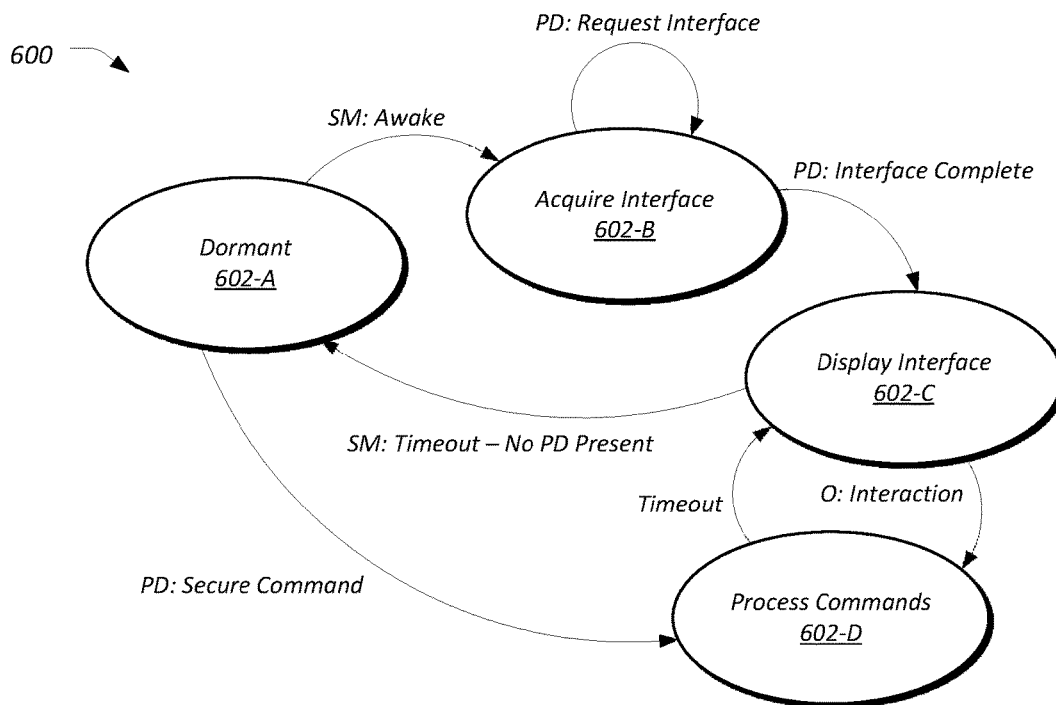 PD: Request Interface
600
SM: Awake
PD: Interface Complete
Acquire Interface
602-B
Dormant
602-A
Display Interface
602-C
SM: Timeout – No PD Present
Timeout
O: Interaction
PD: Secure Command
Process Commands
602-D